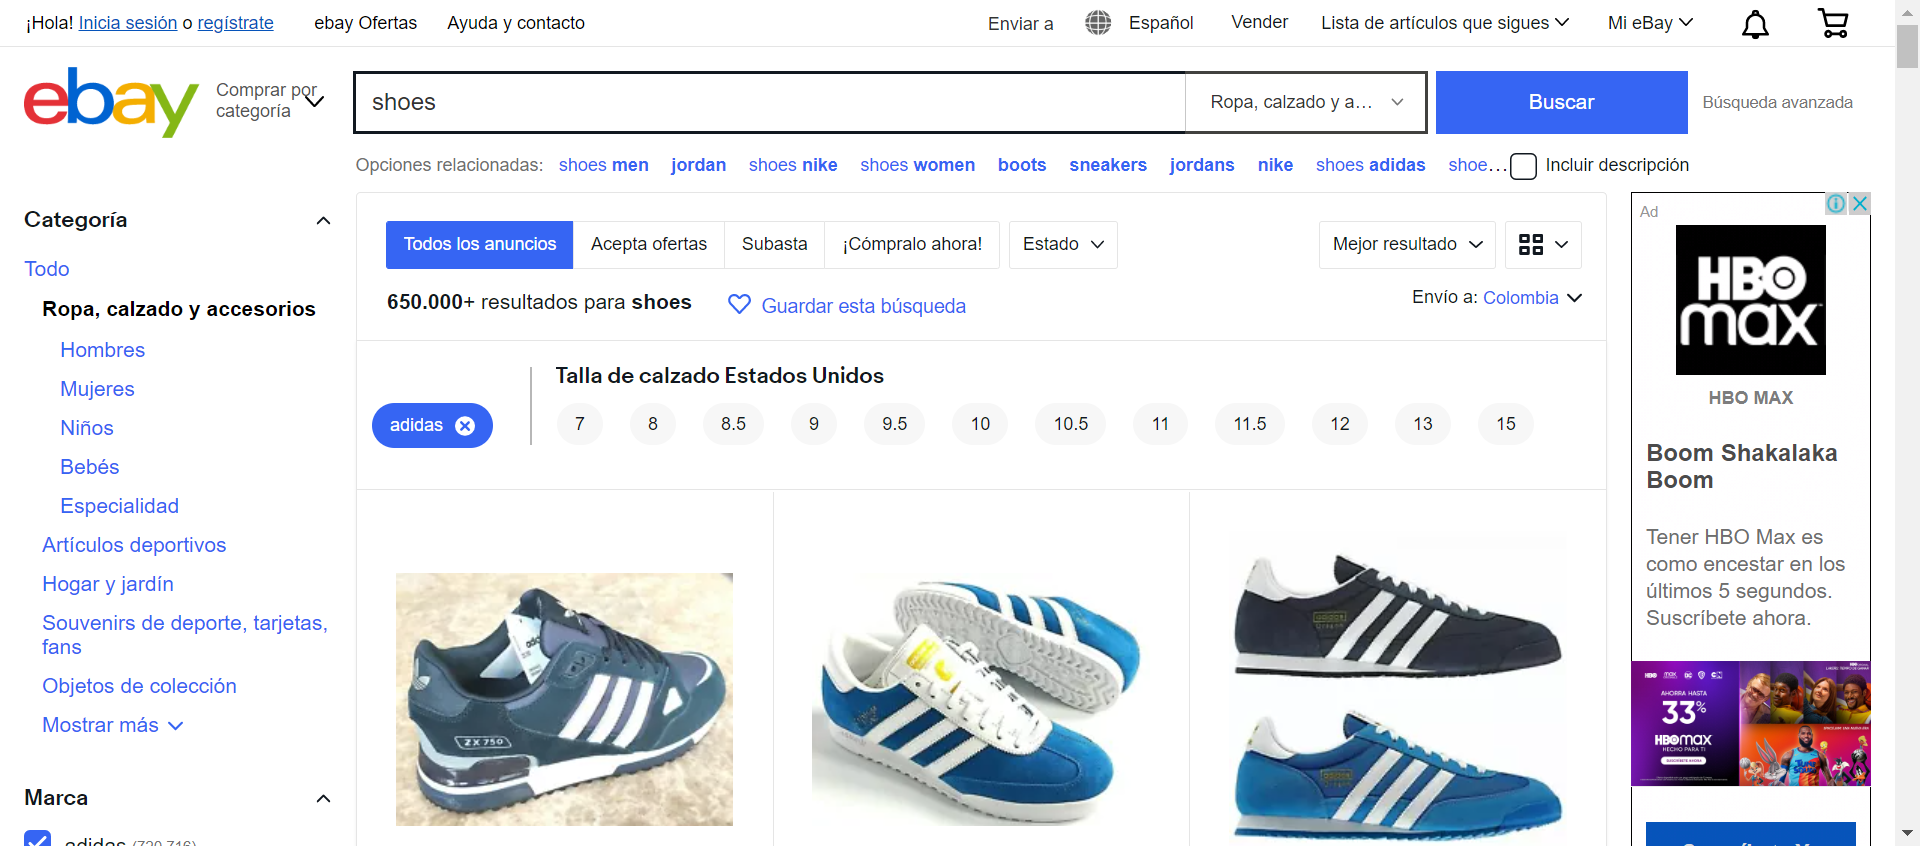 ¡Hola! Inicia sesión o regístrate ebay Ofertas Ayuda y contacto Enviar a Español Vender Lista de artículos que sigues Mi eBay
ebay Comprar por categoría shoes Ropa, calzado y a... Buscar Búsqueda avanzada
Opciones relacionadas: shoes men jordan shoes nike shoes women boots sneakers jordans nike shoes adidas shoe... Incluir descripción
Categoría
Todo
Ropa, calzado y accesorios
Hombres
Mujeres
Niños
Bebés
Especialidad
Artículos deportivos
Hogar y jardín
Souvenirs de deporte, tarjetas,
fans
Objetos de colección
Mostrar más
Marca
adidas (720.716)
Todos los anuncios Acepta ofertas Subasta ¡Cómpralo ahora! Estado Mejor resultado
650.000+ resultados para shoes Guardar esta búsqueda Envío a: Colombia
Talla de calzado Estados Unidos
adidas 7 8 8.5 9 9.5 10 10.5 11 11.5 12 13 15
ZX 750
Ad
HBO
max
HBO MAX
Boom Shakalaka
Boom
Tener HBO Max es
como encestar en los
últimos 5 segundos.
Suscríbete ahora.
AHORRA HASTA
33%
HBOMAX
HECHO PARA TI